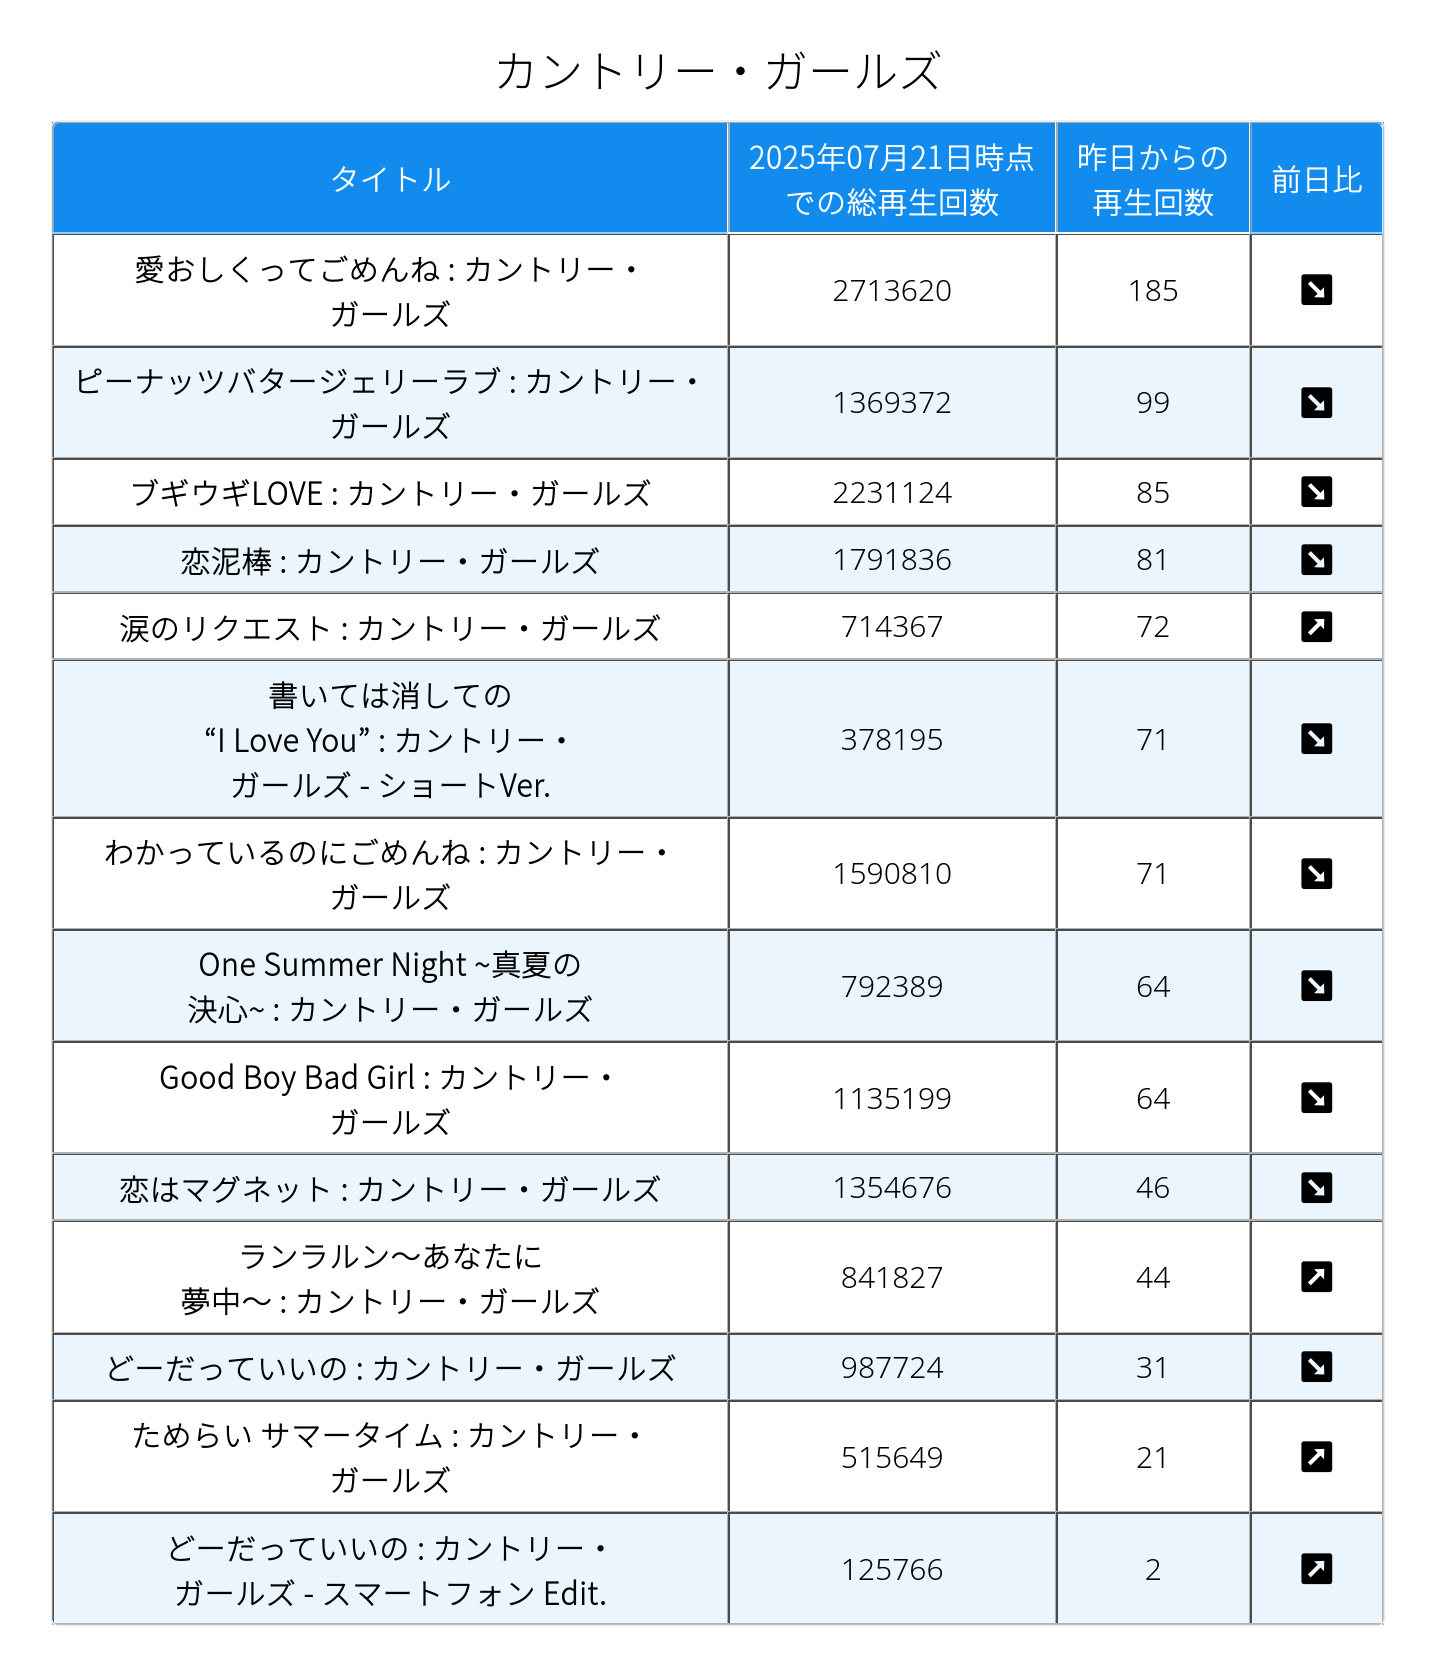 カントリー・ガールズ
タイトル
2025年07月21日時点
での総再生回数
昨日からの
再生回数
前日比
愛おしくってごめんね : カントリー・
ガールズ
2713620
185
ピーナッツバタージェリーラブ : カントリー・
ガールズ
1369372
99
ブギウギLOVE : カントリー・ガールズ
2231124
85
恋泥棒 : カントリー・ガールズ
1791836
81
涙のリクエスト : カントリー・ガールズ
714367
72
書いては消しての
“I Love You” : カントリー・
ガールズ - ショートVer.
378195
71
わかっているのにごめんね : カントリー・
ガールズ
1590810
71
One Summer Night ~真夏の
決心~ : カントリー・ガールズ
792389
64
Good Boy Bad Girl : カントリー・
ガールズ
1135199
64
恋はマグネット : カントリー・ガールズ
1354676
46
ランラルン〜あなたに
夢中〜 : カントリー・ガールズ
841827
44
どーだっていいの : カントリー・ガールズ
987724
31
ためらい サマータイム : カントリー・
ガールズ
515649
21
どーだっていいの : カントリー・
ガールズ - スマートフォン Edit.
125766
2